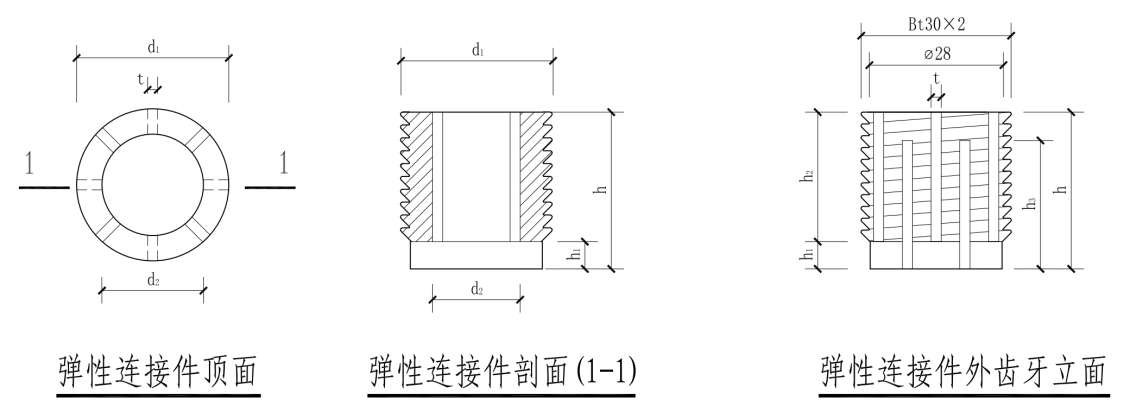 d₁
t
1
1
d₂
弹性连接件顶面
d₁
h
h₁
d₂
弹性连接件剖面(1-1)
Bt30×2
⌀28
t
h₂
h₁
h₃
h
弹性连接件外齿牙立面